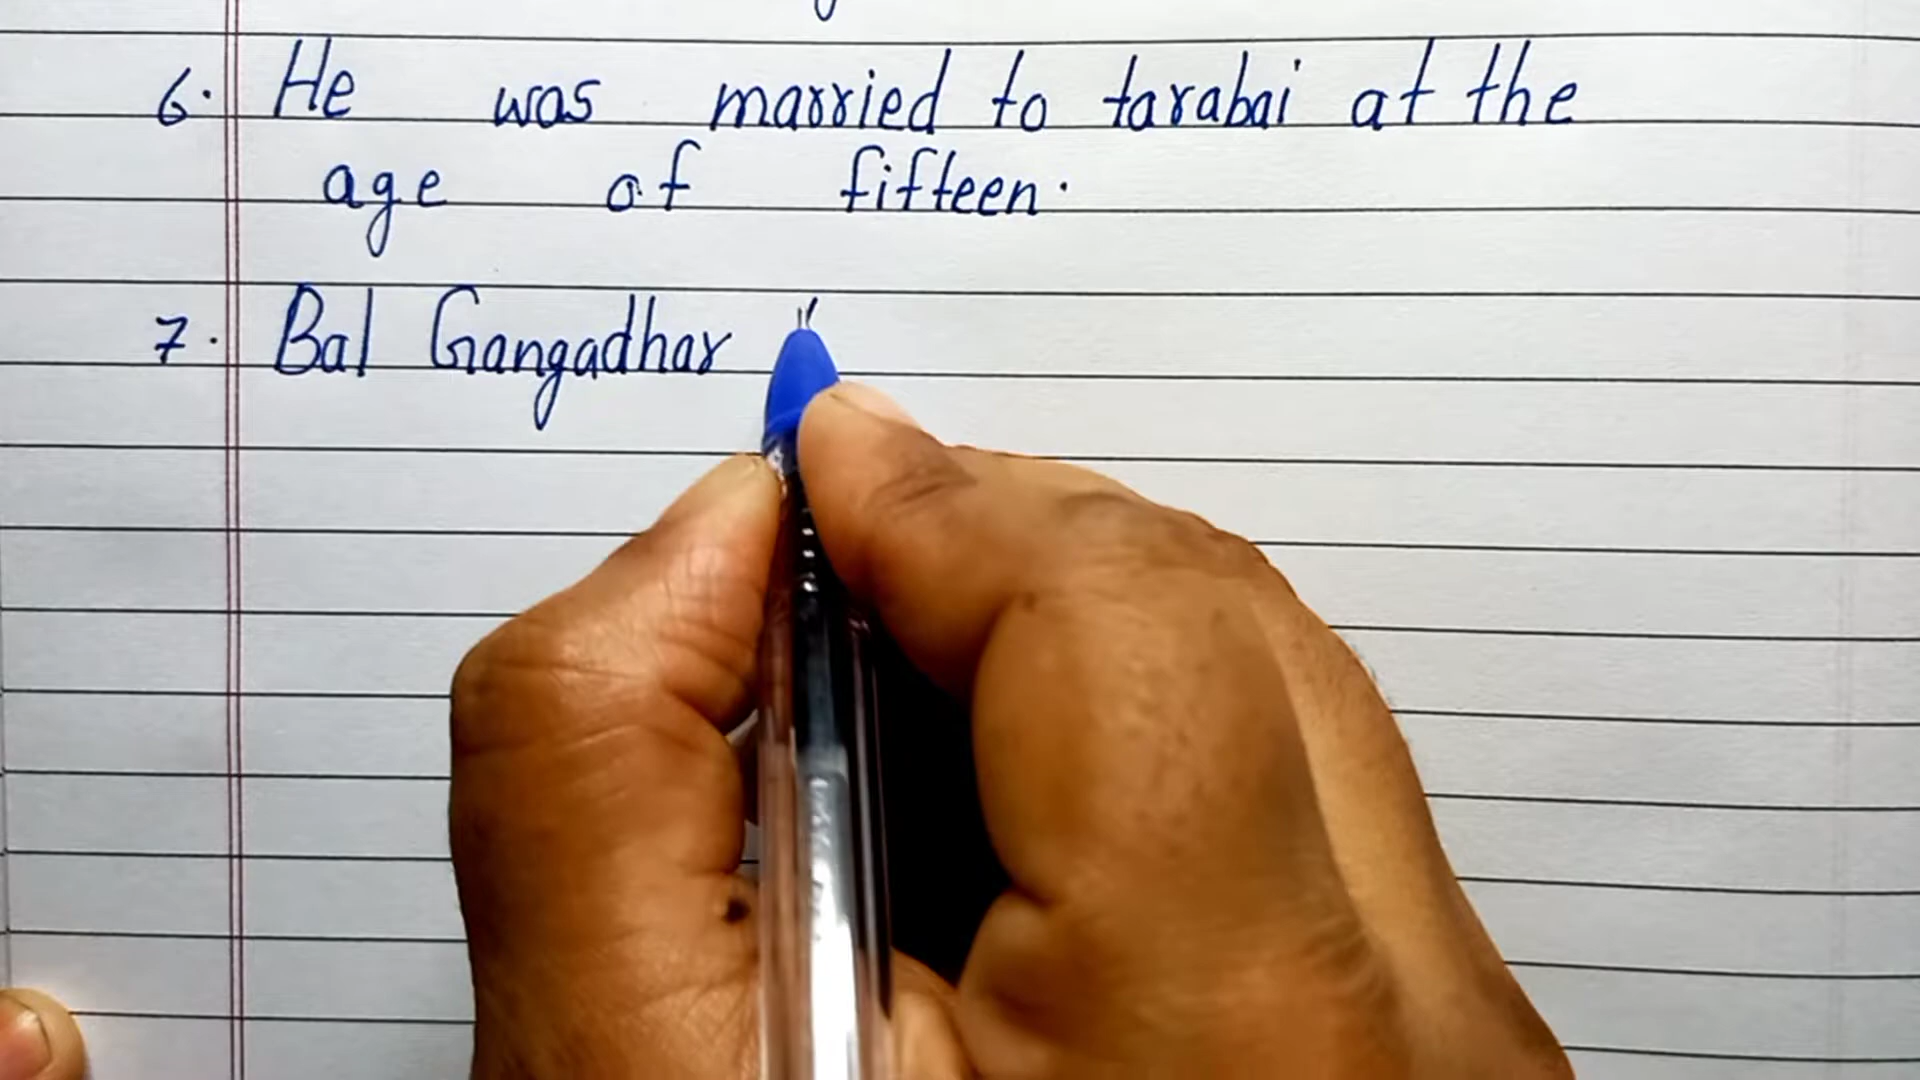 6. He was married to tarabai at the
age of fifteen.
7. Bal Gangadhar